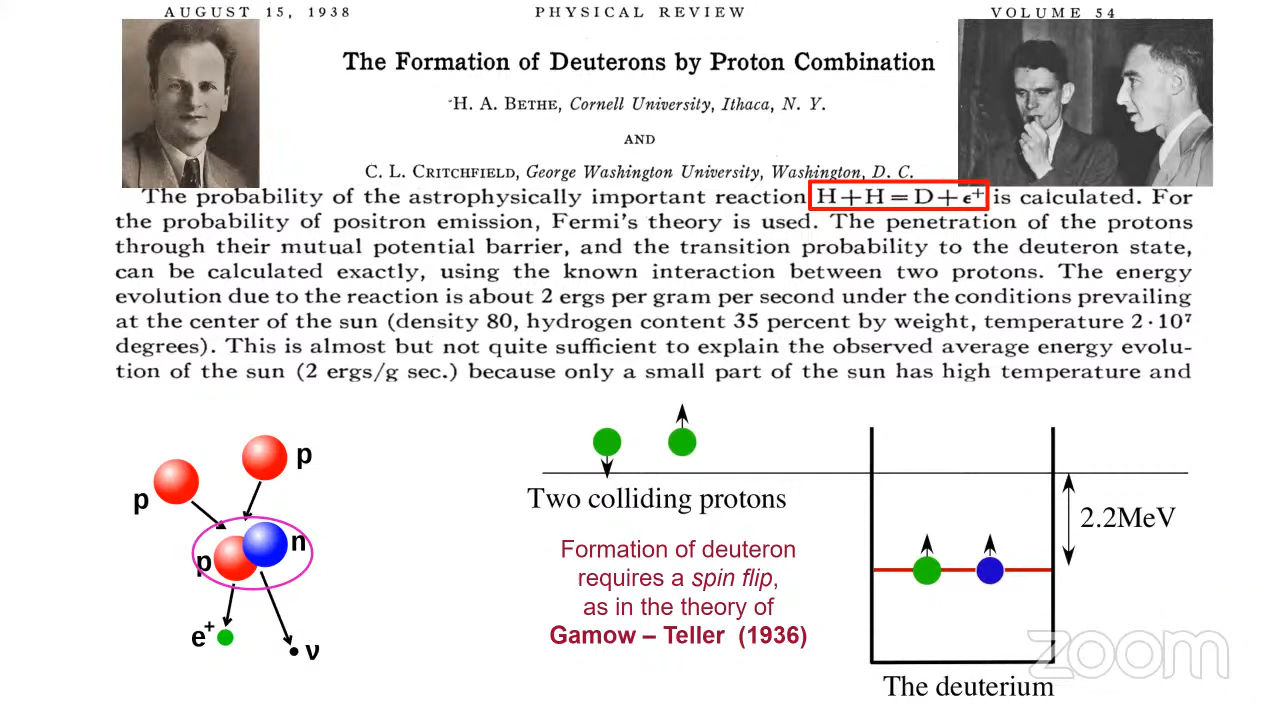 AUGUST 15, 1938 PHYSICAL REVIEW VOLUME 54
The Formation of Deuterons by Proton Combination
H. A. BETHE, Cornell University, Ithaca, N. Y.
AND
C. L. CRITCHFIELD, George Washington University, Washington, D. C.
The probability of the astrophysically important reaction H+H=D+ϵ⁺ is calculated. For
the probability of positron emission, Fermi's theory is used. The penetration of the protons
through their mutual potential barrier, and the transition probability to the deuteron state,
can be calculated exactly, using the known interaction between two protons. The energy
evolution due to the reaction is about 2 ergs per gram per second under the conditions prevailing
at the center of the sun (density 80, hydrogen content 35 percent by weight, temperature 2·10⁷
degrees). This is almost but not quite sufficient to explain the observed average energy evolu-
tion of the sun (2 ergs/g sec.) because only a small part of the sun has high temperature and
p
p
n
p
e⁺
ν
Two colliding protons
2.2MeV
Formation of deuteron
requires a spin flip,
as in the theory of
Gamow – Teller (1936)
The deuterium
zoom